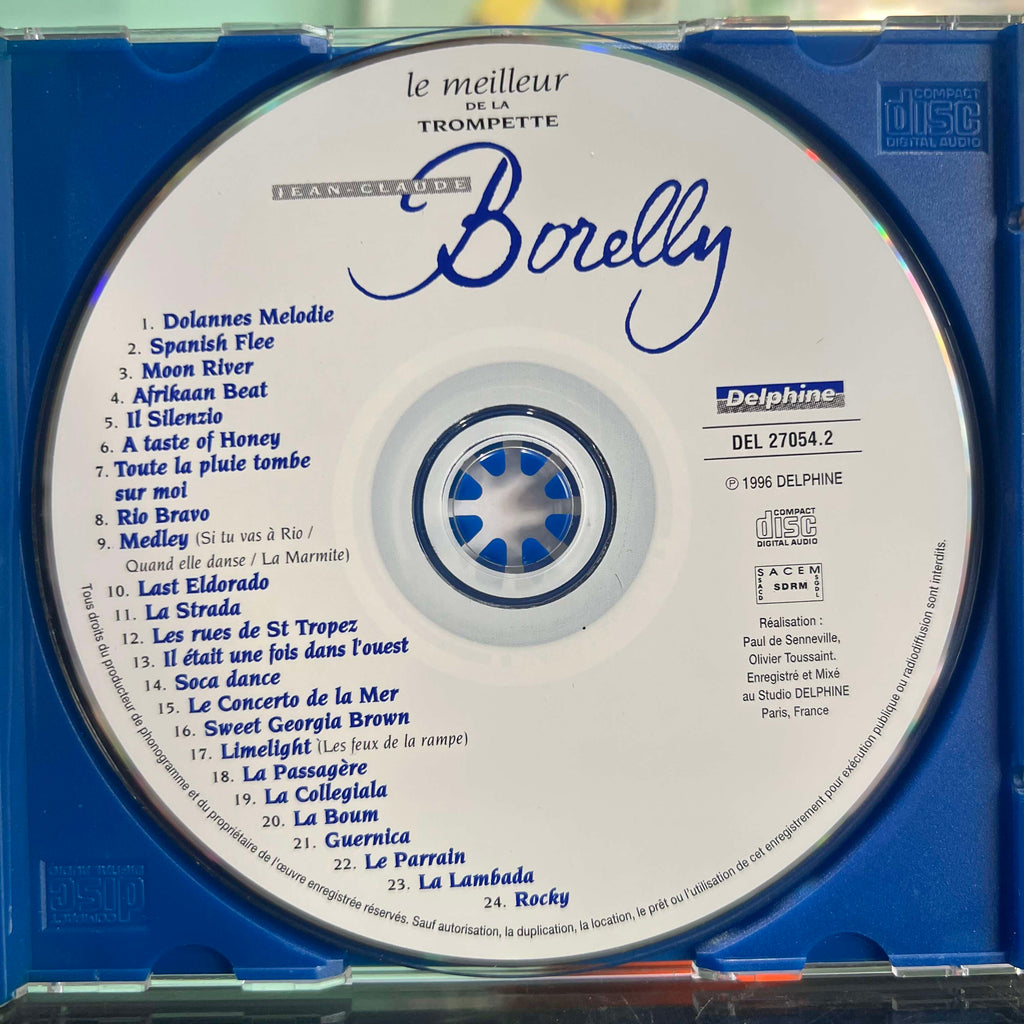 le meilleur
DE LA
TROMPETTE
JEAN-CLAUDE
Borelly
COMPACT
disc
DIGITAL AUDIO
1. Dolannes Melodie
2. Spanish Flee
3. Moon River
4. Afrikaan Beat
5. Il Silenzio
6. A taste of Honey
7. Toute la pluie tombe
sur moi
8. Rio Bravo
9. Medley (Si tu vas à Rio /
Quand elle danse / La Marmite)
10. Last Eldorado
11. La Strada
12. Les rues de St Tropez
13. Il était une fois dans l'ouest
14. Soca dance
15. Le Concerto de la Mer
16. Sweet Georgia Brown
17. Limelight (Les feux de la rampe)
18. La Passagère
19. La Collegiala
20. La Boum
21. Guernica
22. Le Parrain
23. La Lambada
24. Rocky
Delphine
DEL 27054.2
℗ 1996 DELPHINE
COMPACT
disc
DIGITAL AUDIO
SACEM
SACD
SDRM
SGDL
Réalisation :
Paul de Senneville,
Olivier Toussaint.
Enregistré et Mixé
au Studio DELPHINE
Paris, France
Tous droits du producteur de phonogramme et du propriétaire de l'œuvre enregistrée réservés. Sauf autorisation, la duplication, la location, le prêt ou l'utilisation de cet enregistrement pour exécution publique ou radiodiffusion sont interdits.
disc